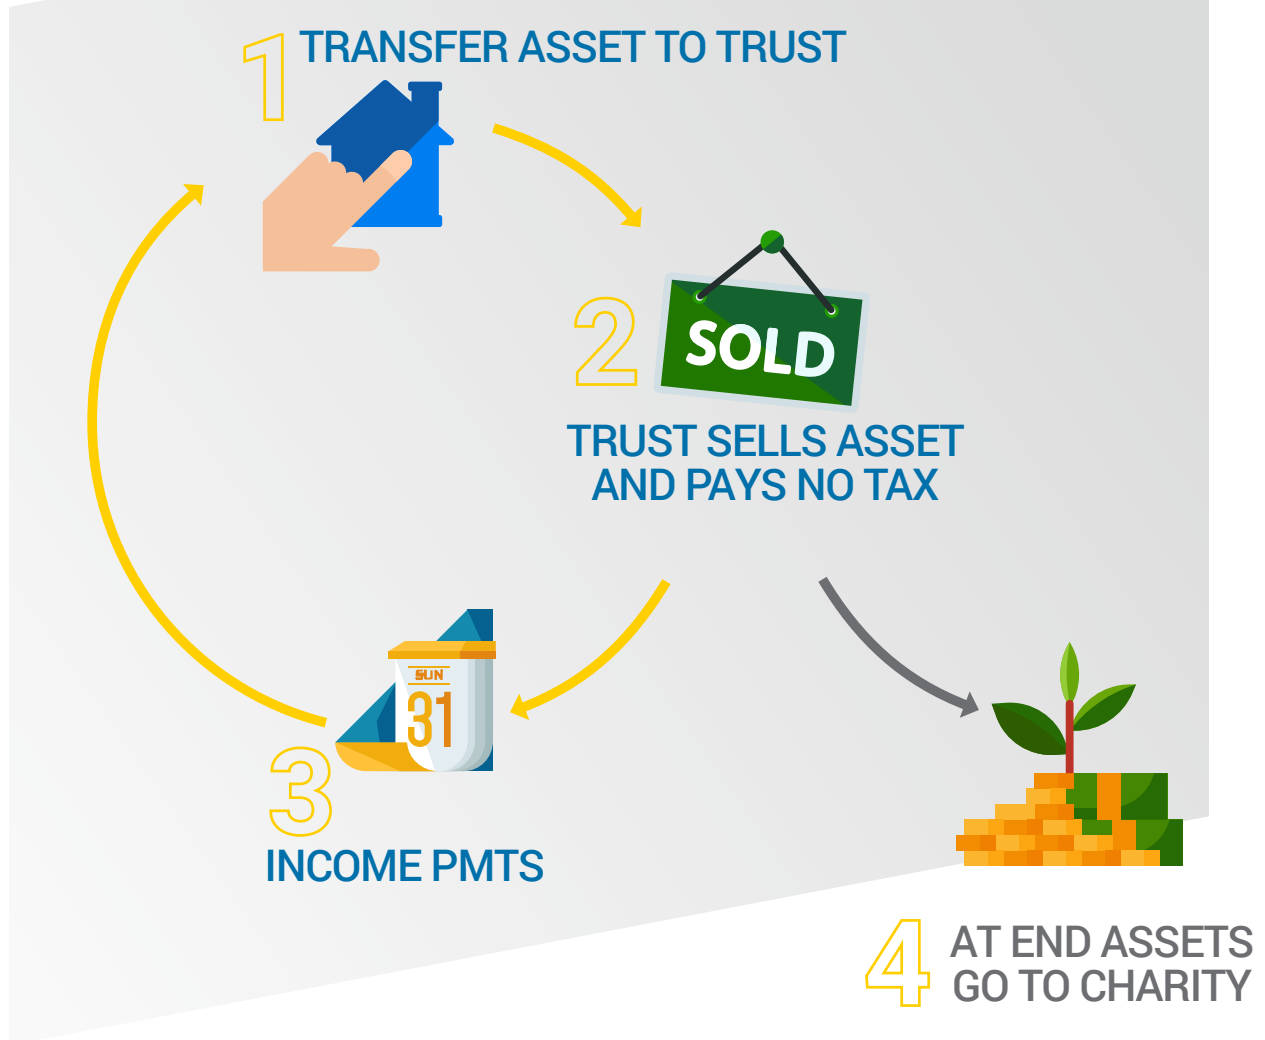 1
TRANSFER ASSET TO TRUST
2
SOLD
TRUST SELLS ASSET
AND PAYS NO TAX
SUN
31
3
INCOME PMTS
4
AT END ASSETS
GO TO CHARITY